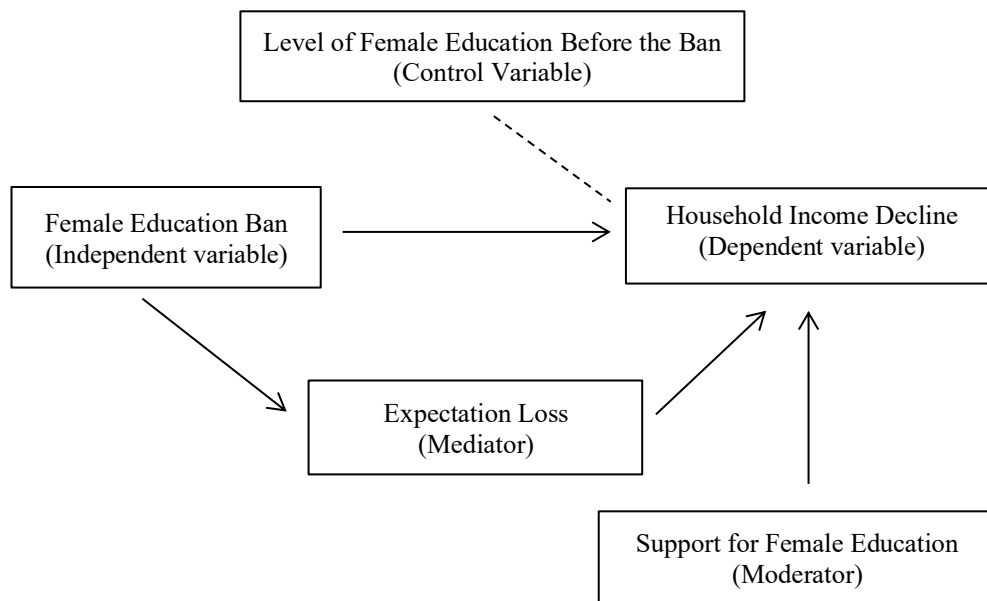 Level of Female Education Before the Ban
(Control Variable)
Female Education Ban
(Independent variable)
Household Income Decline
(Dependent variable)
Expectation Loss
(Mediator)
Support for Female Education
(Moderator)